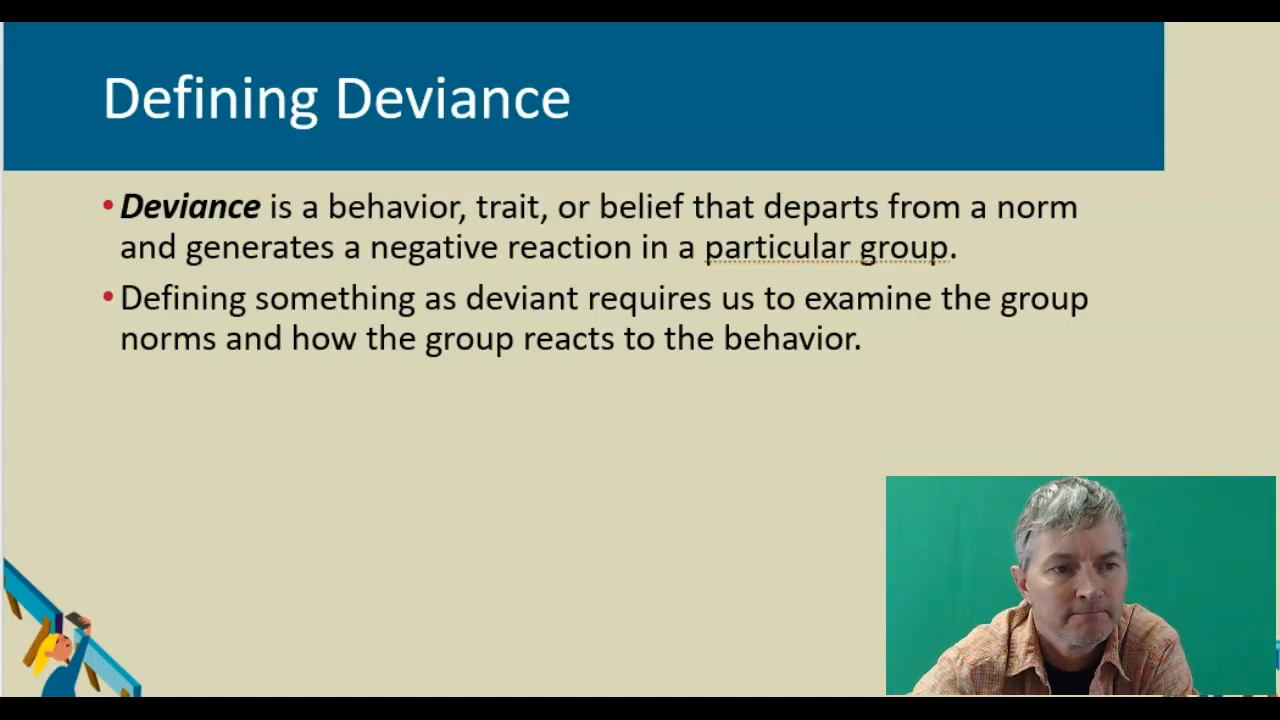 Defining Deviance
• Deviance is a behavior, trait, or belief that departs from a norm
and generates a negative reaction in a particular group.
• Defining something as deviant requires us to examine the group
norms and how the group reacts to the behavior.